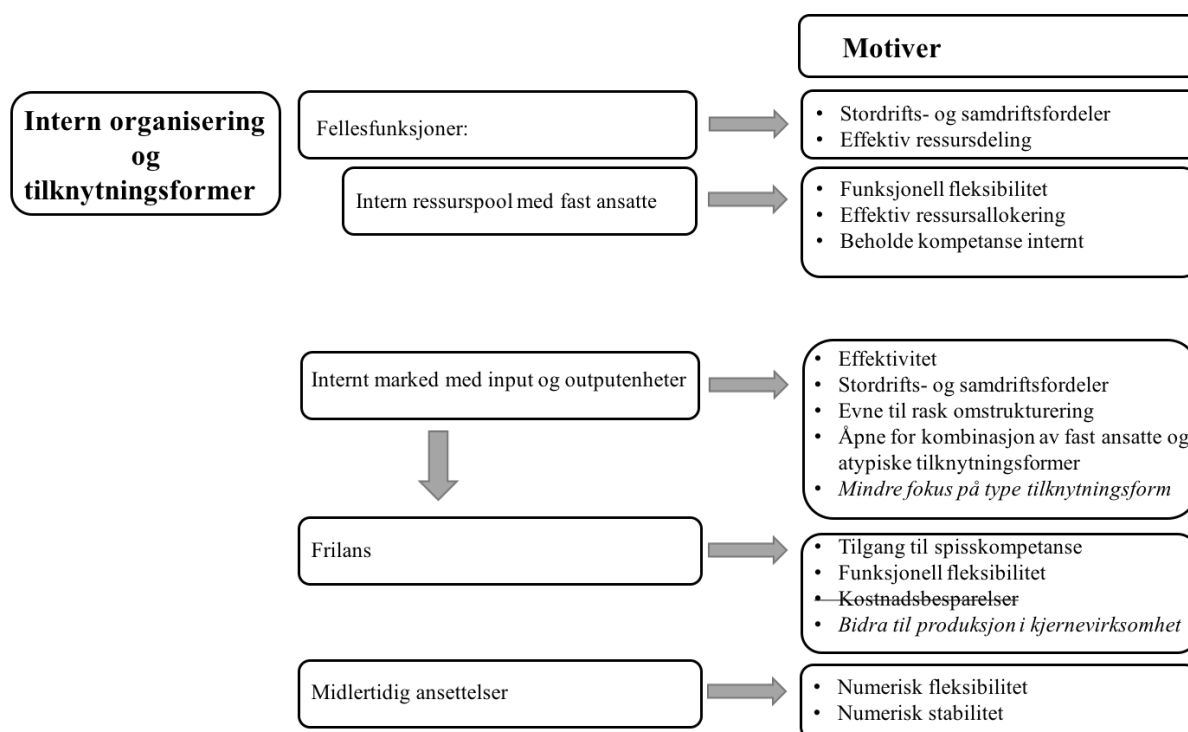 Motiver
Intern organisering
og
tilknytningsformer
Fellesfunksjoner:
• Stordrifts- og samdriftsfordeler
• Effektiv ressursdeling
Intern ressurspool med fast ansatte
• Funksjonell fleksibilitet
• Effektiv ressursallokering
• Beholde kompetanse internt
Internt marked med input og outputenheter
• Effektivitet
• Stordrifts- og samdriftsfordeler
• Evne til rask omstrukturering
• Åpne for kombinasjon av fast ansatte og
atypiske tilknytningsformer
• Mindre fokus på type tilknytningsform
Frilans
• Tilgang til spisskompetanse
• Funksjonell fleksibilitet
• Kostnadsbesparelser
• Bidra til produksjon i kjernevirksomhet
Midlertidig ansettelser
• Numerisk fleksibilitet
• Numerisk stabilitet